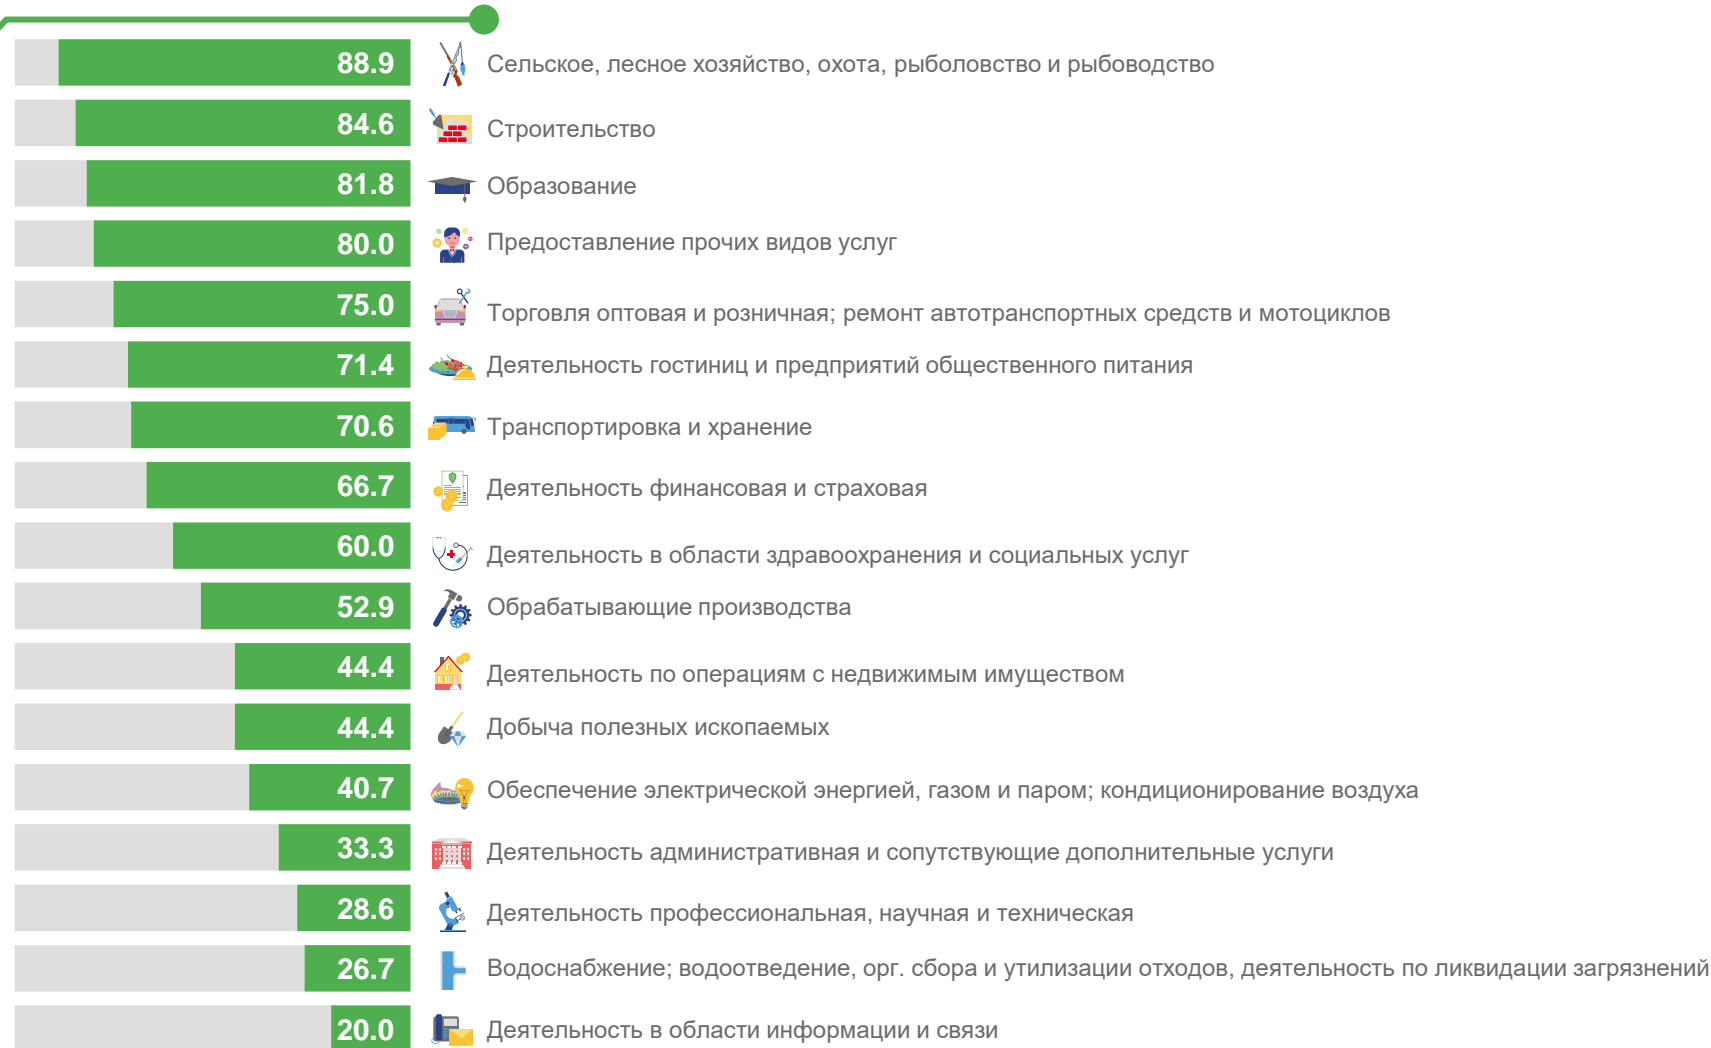 88.9 Сельское, лесное хозяйство, охота, рыболовство и рыбоводство
84.6 Строительство
81.8 Образование
80.0 Предоставление прочих видов услуг
75.0 Торговля оптовая и розничная; ремонт автотранспортных средств и мотоциклов
71.4 Деятельность гостиниц и предприятий общественного питания
70.6 Транспортировка и хранение
66.7 Деятельность финансовая и страховая
60.0 Деятельность в области здравоохранения и социальных услуг
52.9 Обрабатывающие производства
44.4 Деятельность по операциям с недвижимым имуществом
44.4 Добыча полезных ископаемых
40.7 Обеспечение электрической энергией, газом и паром; кондиционирование воздуха
33.3 Деятельность административная и сопутствующие дополнительные услуги
28.6 Деятельность профессиональная, научная и техническая
26.7 Водоснабжение; водоотведение, орг. сбора и утилизации отходов, деятельность по ликвидации загрязнений
20.0 Деятельность в области информации и связи